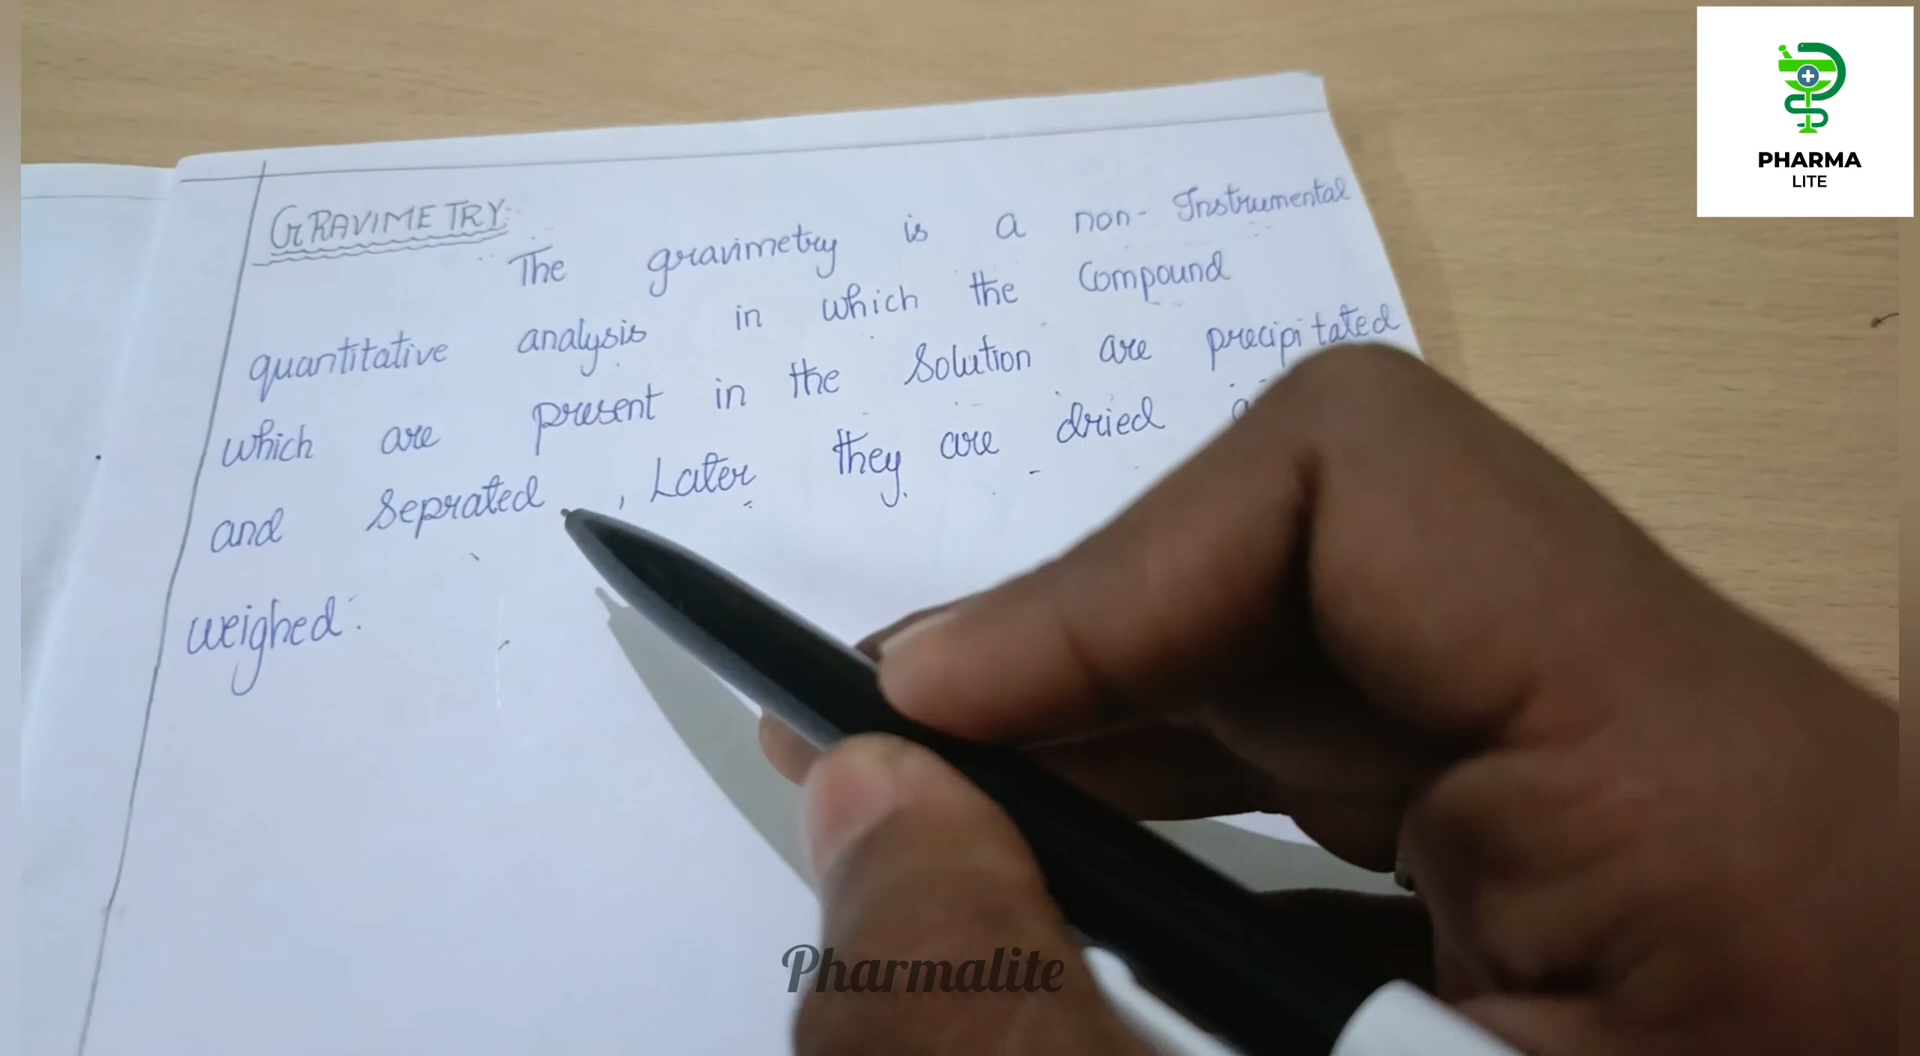 PHARMA
LITE
GRAVIMETRY:
The gravimetry is a non-Instrumental
quantitative analysis in which the Compound
which are present in the Solution are precipitated
and Seprated, Later they are dried
weighed:
Pharmalite